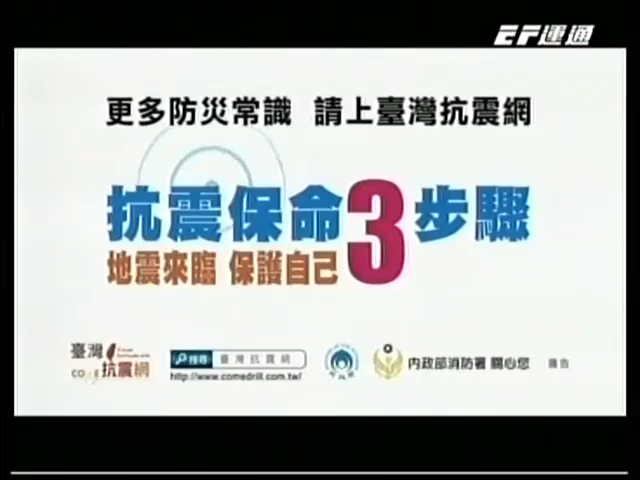 EF運通
更多防災常識 請上臺灣抗震網
抗震保命3步驟
地震來臨 保護自己
臺灣
抗震網
搜尋 臺灣抗震網
http://www.comedrill.com.tw/
內政部消防署 關心您 廣告